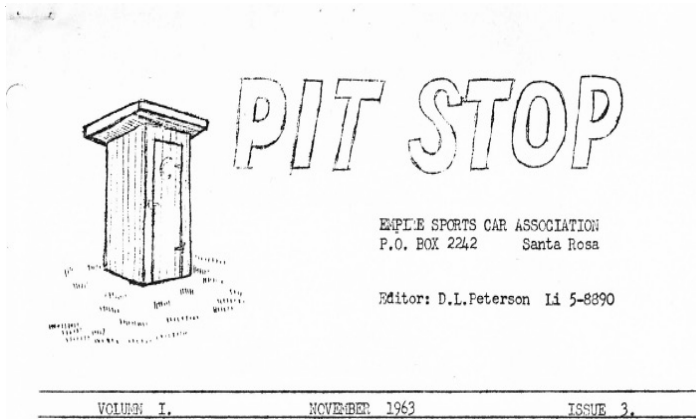 PIT STOP
EMPIRE SPORTS CAR ASSOCIATION
P.O. BOX 2242 Santa Rosa
Editor: D.L.Peterson Li 5-8890
VOLUMN I. NOVEMBER 1963 ISSUE 3.